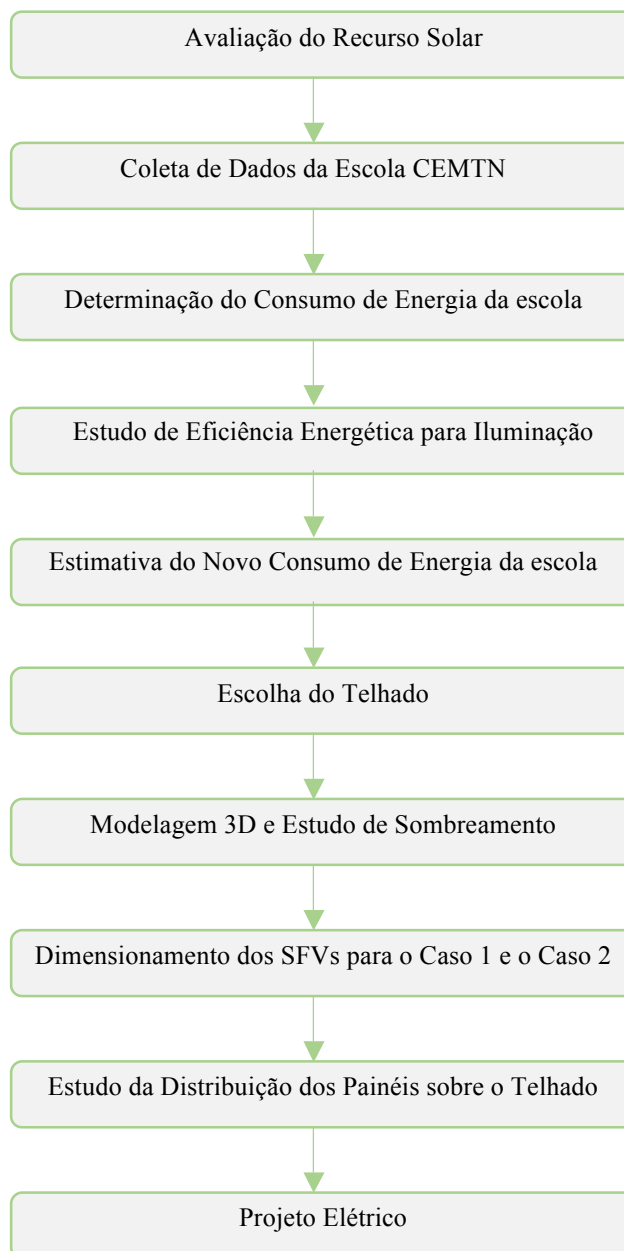 Avaliação do Recurso Solar
Coleta de Dados da Escola CEMTN
Determinação do Consumo de Energia da escola
Estudo de Eficiência Energética para Iluminação
Estimativa do Novo Consumo de Energia da escola
Escolha do Telhado
Modelagem 3D e Estudo de Sombreamento
Dimensionamento dos SFVs para o Caso 1 e o Caso 2
Estudo da Distribuição dos Painéis sobre o Telhado
Projeto Elétrico